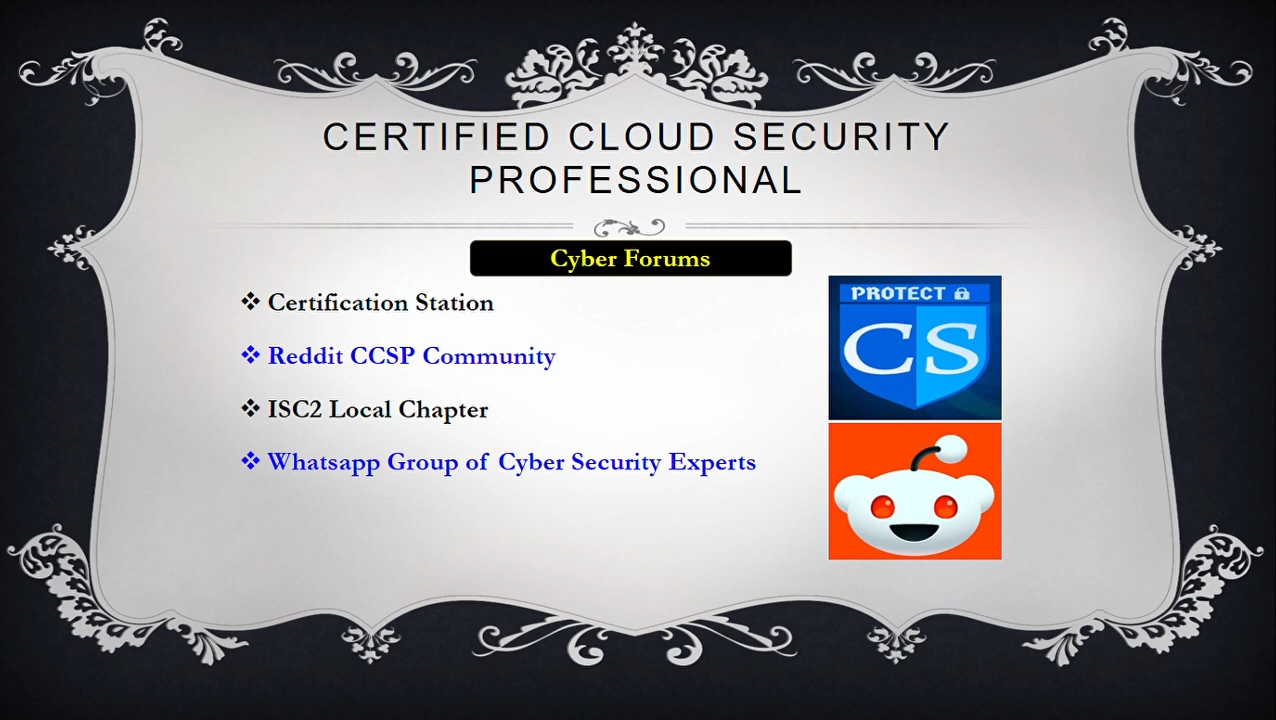 CERTIFIED CLOUD SECURITY
PROFESSIONAL
Cyber Forums
❖ Certification Station
❖ Reddit CCSP Community
❖ ISC2 Local Chapter
❖ Whatsapp Group of Cyber Security Experts
PROTECT
CS